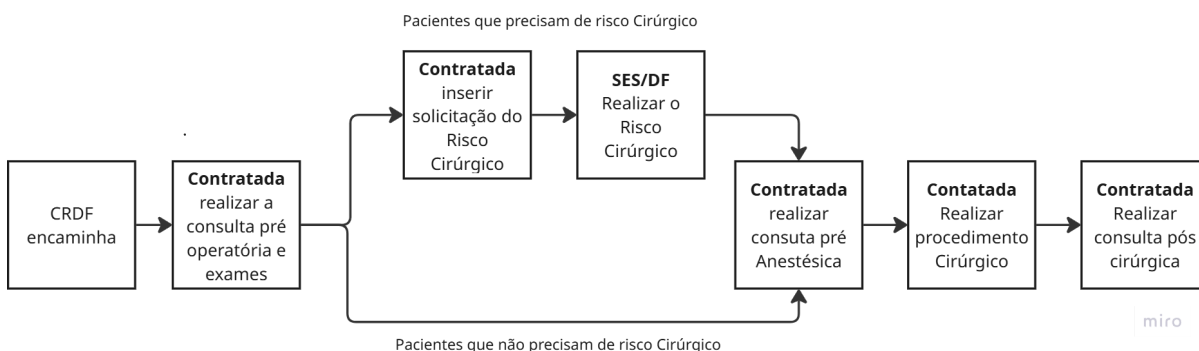 Pacientes que precisam de risco Cirúrgico
CRDF
encaminha
Contratada
realizar a
consulta pré
operatória e
exames
Contratada
inserir
solicitação do
Risco
Cirúrgico
SES/DF
Realizar o
Risco
Cirúrgico
Contratada
realizar
consuta pré
Anestésica
Contatada
Realizar
procedimento
Cirúrgico
Contratada
Realizar
consulta pós
cirúrgica
Pacientes que não precisam de risco Cirúrgico
miro